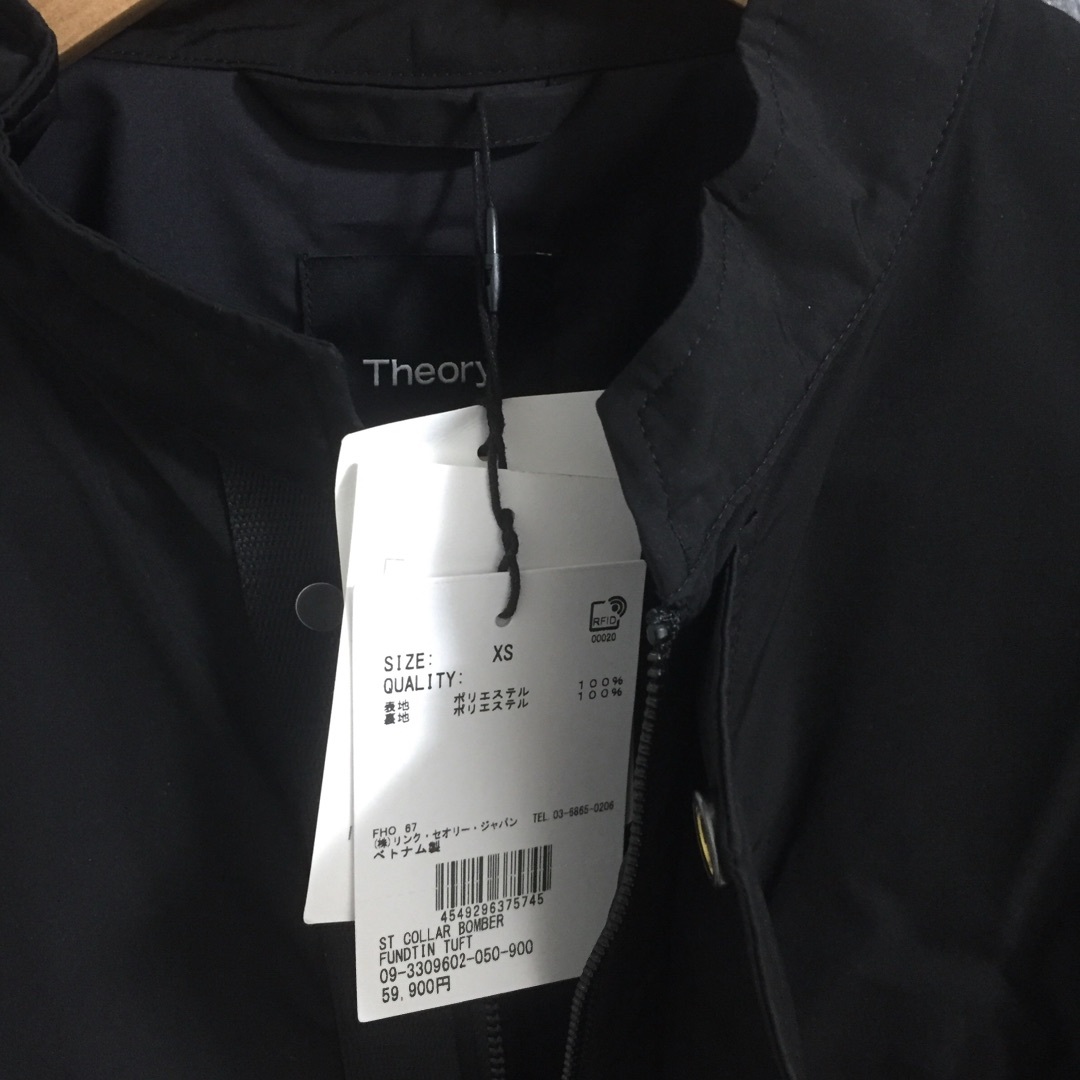 Theory
RFID
00020
SIZE: XS
QUALITY:
表地 ポリエステル 100%
裏地 ポリエステル 100%
FHO 67
(株)リンク・セオリー・ジャパン TEL.03-5865-0206
ベトナム製
4549296375745
ST COLLAR BOMBER
FUNDTIN TUFT
09-3309602-050-900
59,900円